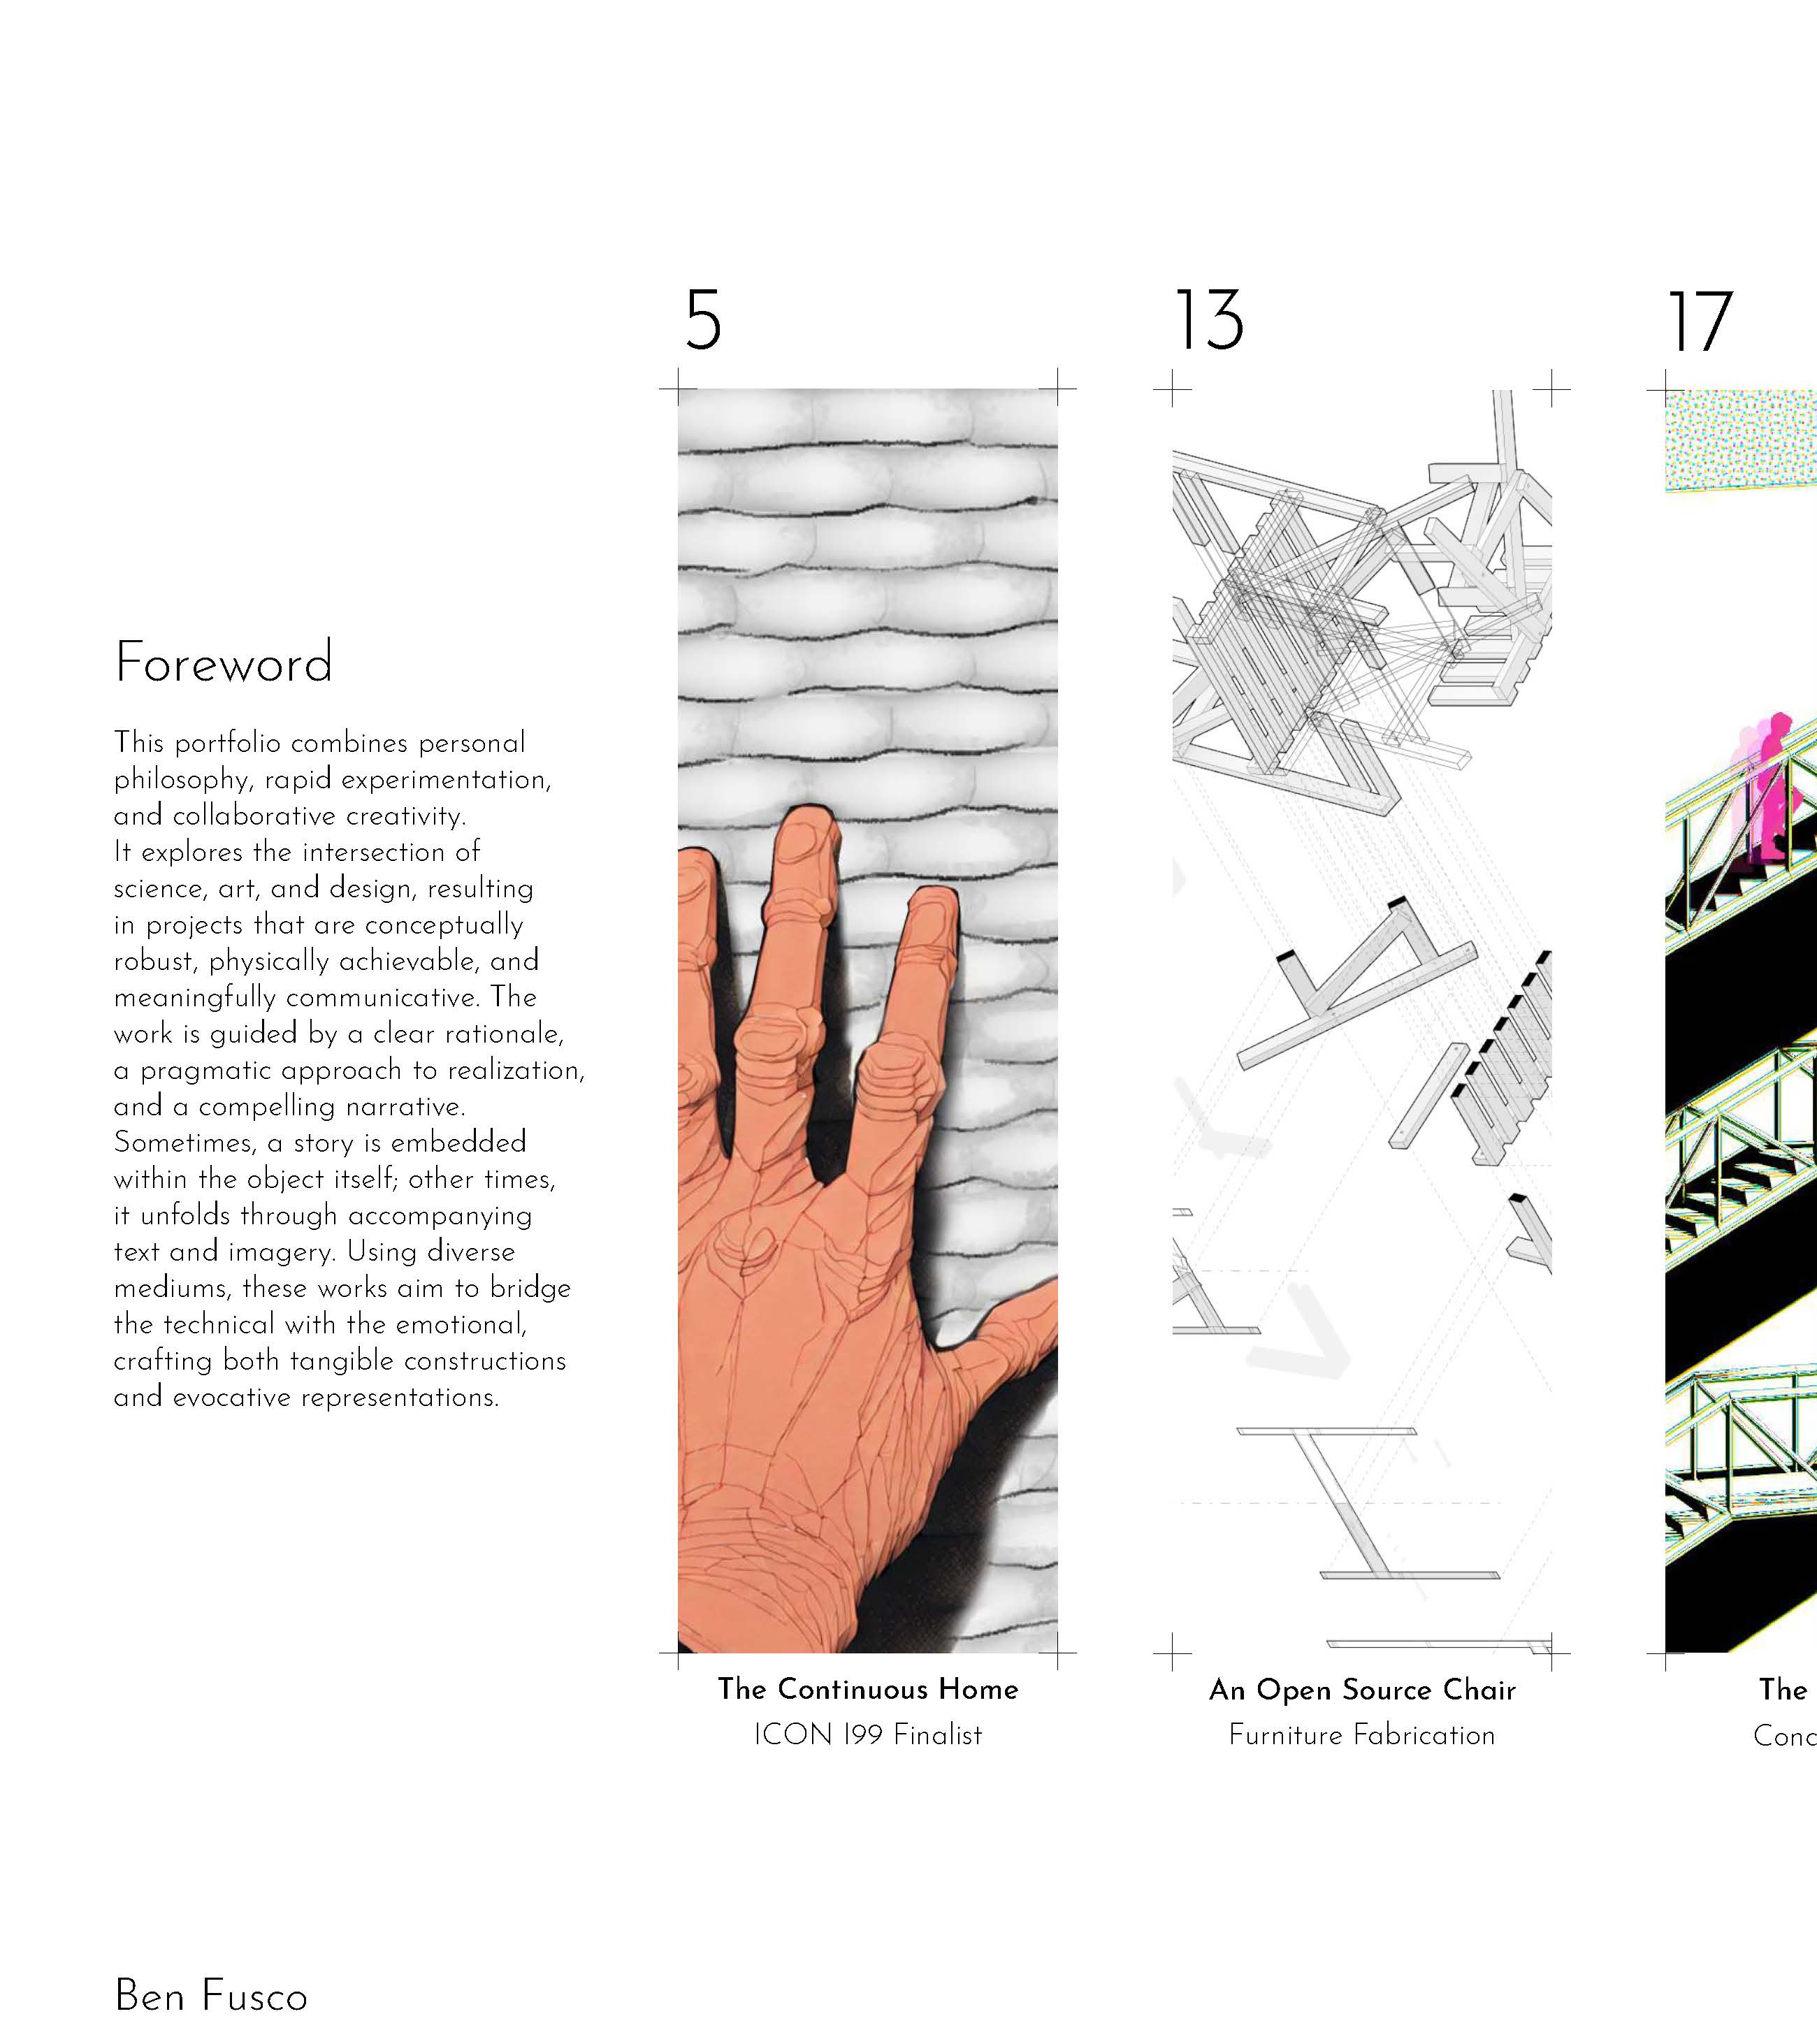 Foreword
This portfolio combines personal
philosophy, rapid experimentation,
and collaborative creativity.
It explores the intersection of
science, art, and design, resulting
in projects that are conceptually
robust, physically achievable, and
meaningfully communicative. The
work is guided by a clear rationale,
a pragmatic approach to realization,
and a compelling narrative.
Sometimes, a story is embedded
within the object itself; other times,
it unfolds through accompanying
text and imagery. Using diverse
mediums, these works aim to bridge
the technical with the emotional,
crafting both tangible constructions
and evocative representations.
5
The Continuous Home
ICON 199 Finalist
13
An Open Source Chair
Furniture Fabrication
17
The
Ben Fusco